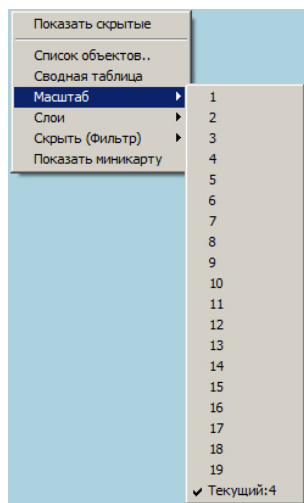 Показать скрытые
Список объектов..
Сводная таблица
Масштаб
Слои
Скрыть (Фильтр)
Показать миникарту
1
2
3
4
5
6
7
8
9
10
11
12
13
14
15
16
17
18
19
Текущий:4